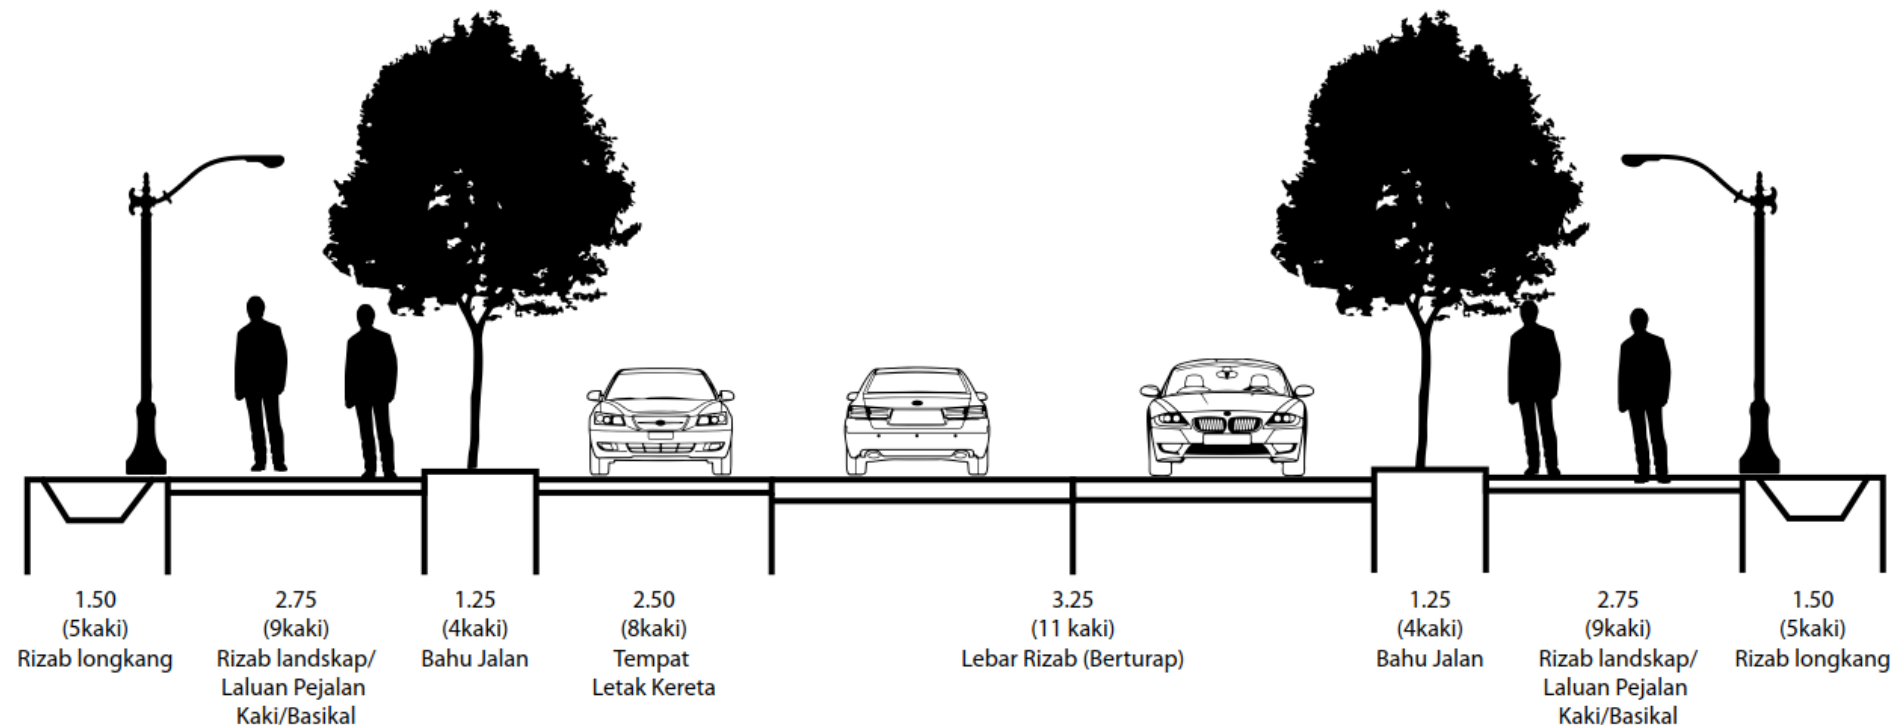 1.50
(5kaki)
Rizab longkang
2.75
(9kaki)
Rizab landskap/
Laluan Pejalan
Kaki/Basikal
1.25
(4kaki)
Bahu Jalan
2.50
(8kaki)
Tempat
Letak Kereta
3.25
(11 kaki)
Lebar Rizab (Berturap)
1.25
(4kaki)
Bahu Jalan
2.75
(9kaki)
Rizab landskap/
Laluan Pejalan
Kaki/Basikal
1.50
(5kaki)
Rizab longkang